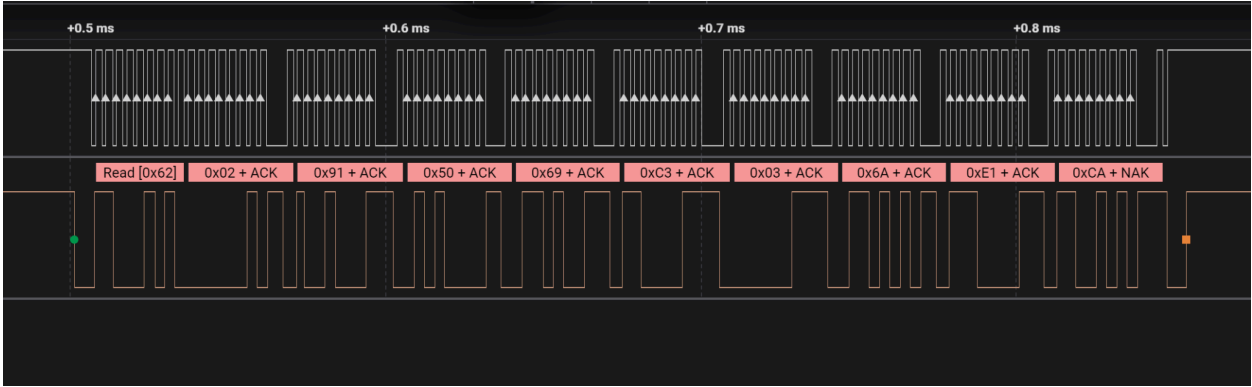 +0.5 ms +0.6 ms +0.7 ms +0.8 ms
Read [0x62] 0x02 + ACK 0x91 + ACK 0x50 + ACK 0x69 + ACK 0xC3 + ACK 0x03 + ACK 0x6A + ACK 0xE1 + ACK 0xCA + NAK